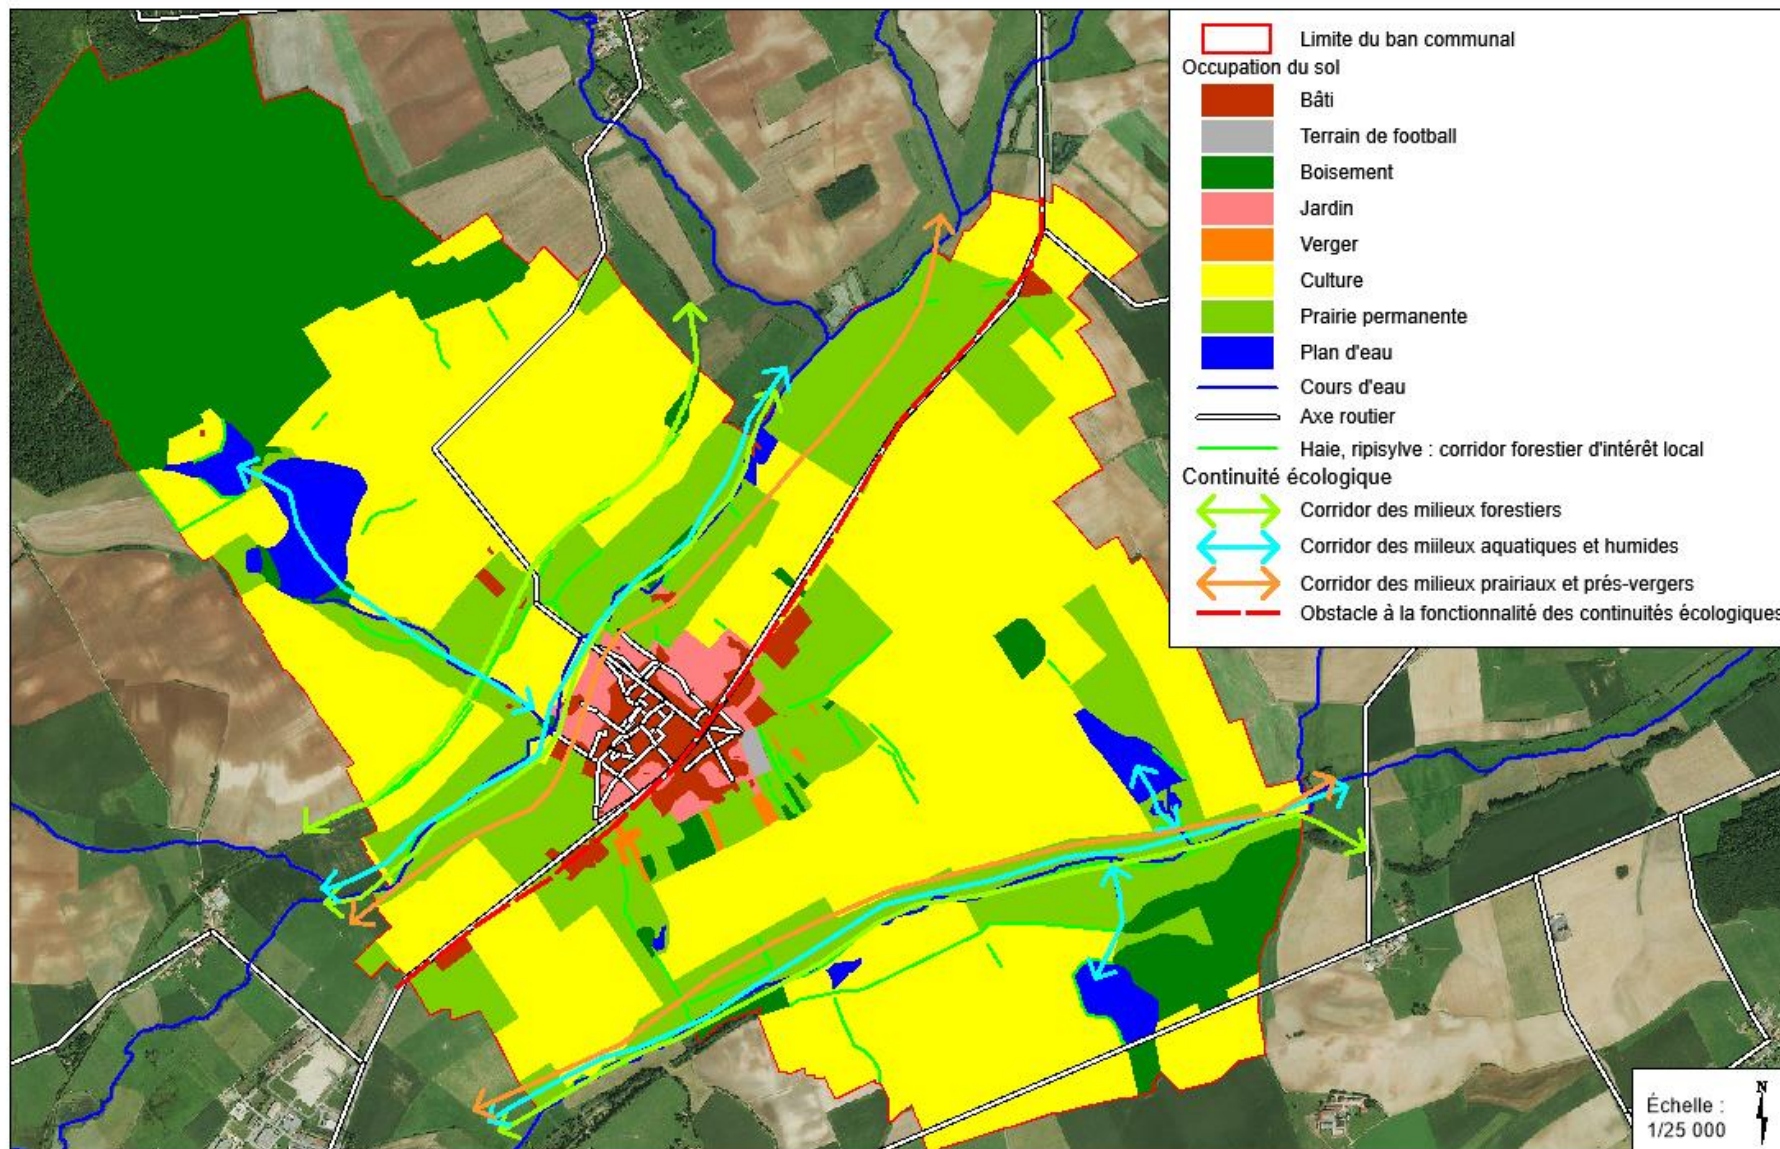 Limite du ban communal
Occupation du sol
Bâti
Terrain de football
Boisement
Jardin
Verger
Culture
Prairie permanente
Plan d'eau
Cours d'eau
Axe routier
Haie, ripisylve : corridor forestier d'intérêt local
Continuité écologique
Corridor des milieux forestiers
Corridor des miileux aquatiques et humides
Corridor des milieux prairiaux et prés-vergers
Obstacle à la fonctionnalité des continuités écologiques
Échelle :
1/25 000
N